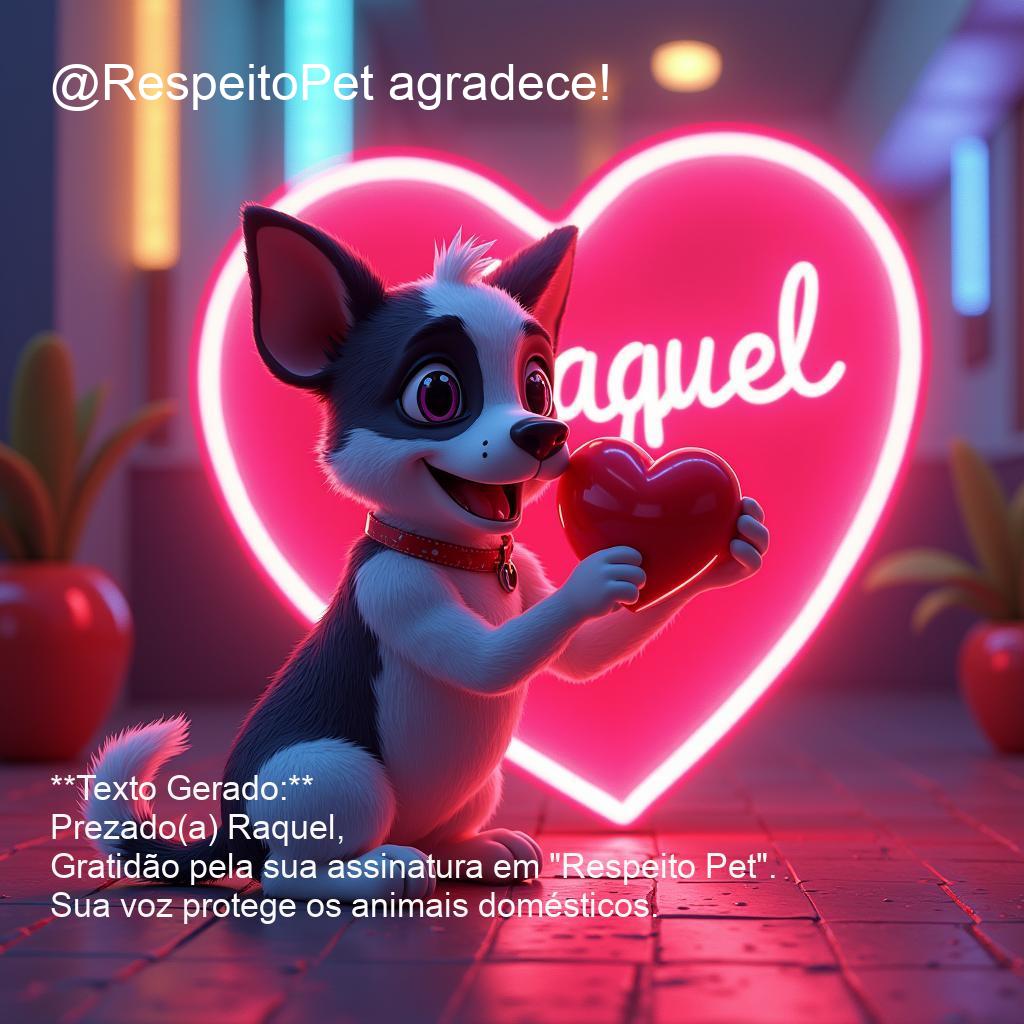 @RespeitoPet agradece!
aquel
**Texto Gerado:**
Prezado(a) Raquel,
Gratidão pela sua assinatura em "Respeito Pet".
Sua voz protege os animais domésticos.